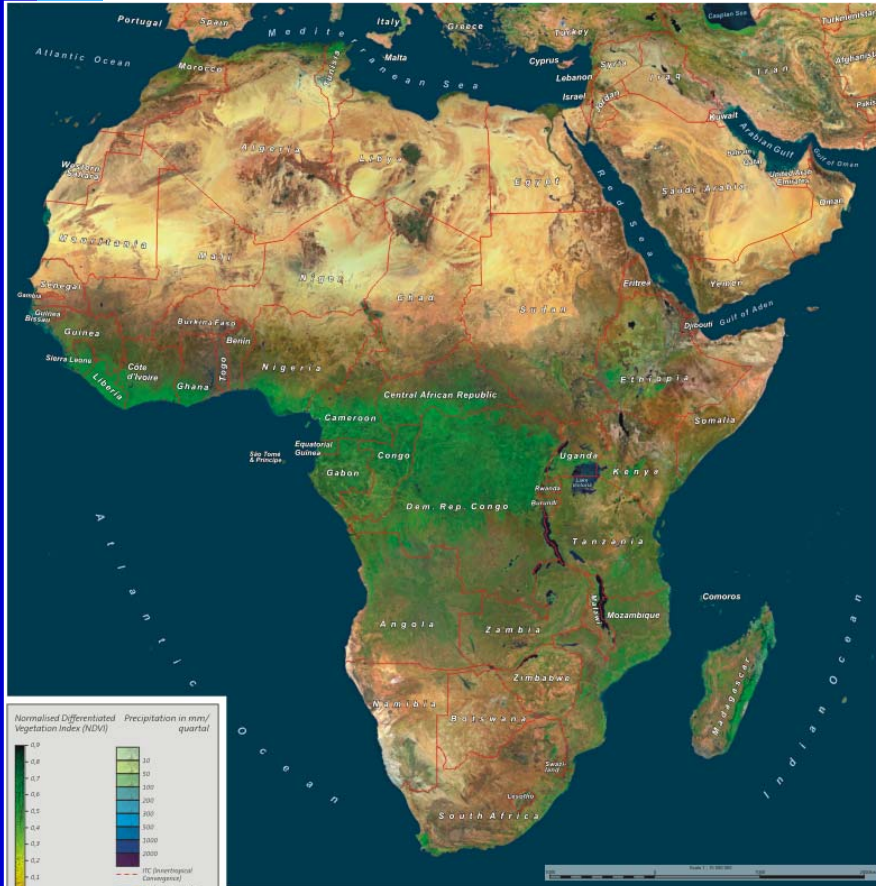 Portugal
Spain
Italy
Greece
Turkey
Caspian Sea
Turkmenistan
Atlantic Ocean
Mediterranean Sea
Malta
Cyprus
Syria
Lebanon
Iraq
Iran
Israel
Jordan
Kuwait
Morocco
Tunisia
Arabian Gulf
Gulf of Oman
Algeria
Libya
Egypt
Western
Sahara
Bahrain
Qatar
United Arab
Emirates
Saudi Arabia
Oman
Red Sea
Mauritania
Mali
Niger
Chad
Sudan
Eritrea
Yemen
Senegal
Gambia
Guinea
Bissau
Guinea
Burkina Faso
Benin
Djibouti
Gulf of Aden
Sierra Leone
Liberia
Côte
d'Ivoire
Ghana
Togo
Nigeria
Central African Republic
Ethiopia
Somalia
Cameroon
Equatorial
Guinea
São Tomé
& Principe
Congo
Gabon
Uganda
Kenya
Lake
Victoria
Rwanda
Burundi
Dem. Rep. Congo
Tanzania
Comoros
Angola
Zambia
Malawi
Mozambique
Zimbabwe
Madagascar
Namibia
Botswana
Swazi-
land
Lesotho
South Africa
Atlantic Ocean
Indian Ocean
Normalised Differentiated
Vegetation Index (NDVI)
0,9
0,8
0,7
0,6
0,5
0,4
0,3
0,2
0,1
Precipitation in mm/
quartal
10
50
100
200
300
500
1000
2000
ITC (Innertropical
Convergence)